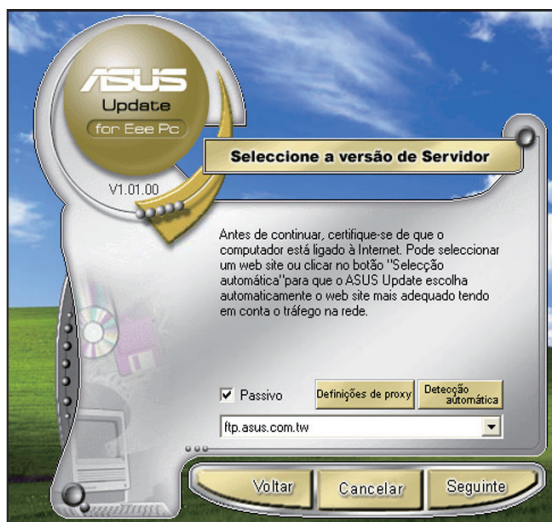 ASUS
Update
for Eee Pc
V1.01.00
Seleccione a versão de Servidor
Antes de continuar, certifique-se de que o
computador está ligado à Internet. Pode seleccionar
um web site ou clicar no botão "Selecção
automática"para que o ASUS Update escolha
automaticamente o web site mais adequado tendo
em conta o tráfego na rede.
Passivo
Definições de proxy
Detecção
automática
ftp.asus.com.tw
Voltar
Cancelar
Seguinte